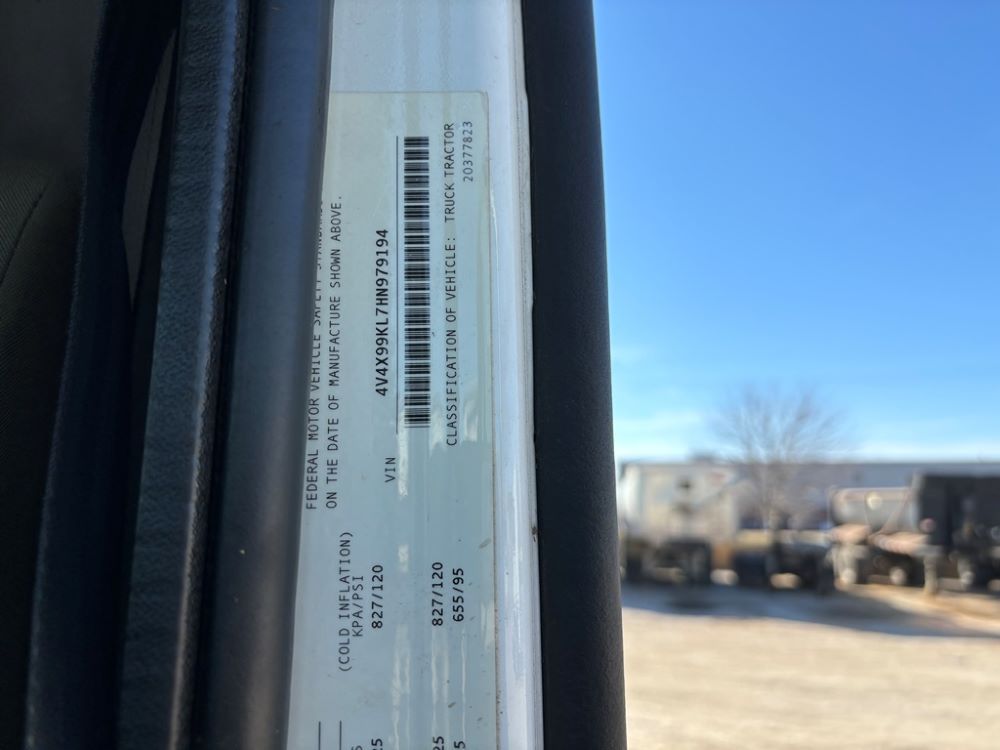 FEDERAL MOTOR VEHICLE SAFETY
ON THE DATE OF MANUFACTURE SHOWN ABOVE.
VIN 4V4X99KL7HN979194
CLASSIFICATION OF VEHICLE: TRUCK TRACTOR
20377823
(COLD INFLATION)
KPA/PSI
827/120
827/120
655/95